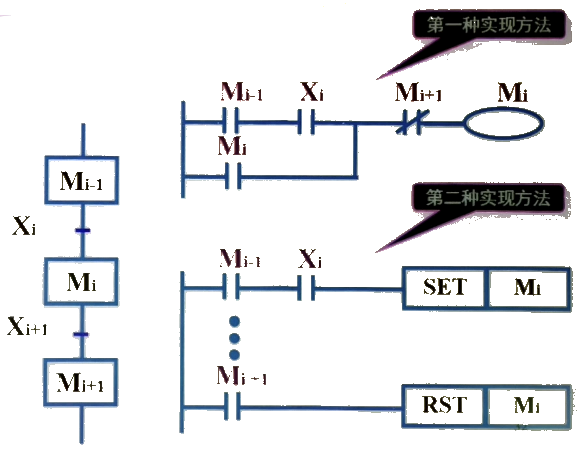 第一种实现方法
Mi-1 Xi Mi+1 Mi
Mi
第二种实现方法
Mi-1 Xi
SET Mi
Mi+1
RST Mi
Mi-1
Xi
Mi
Xi+1
Mi+1